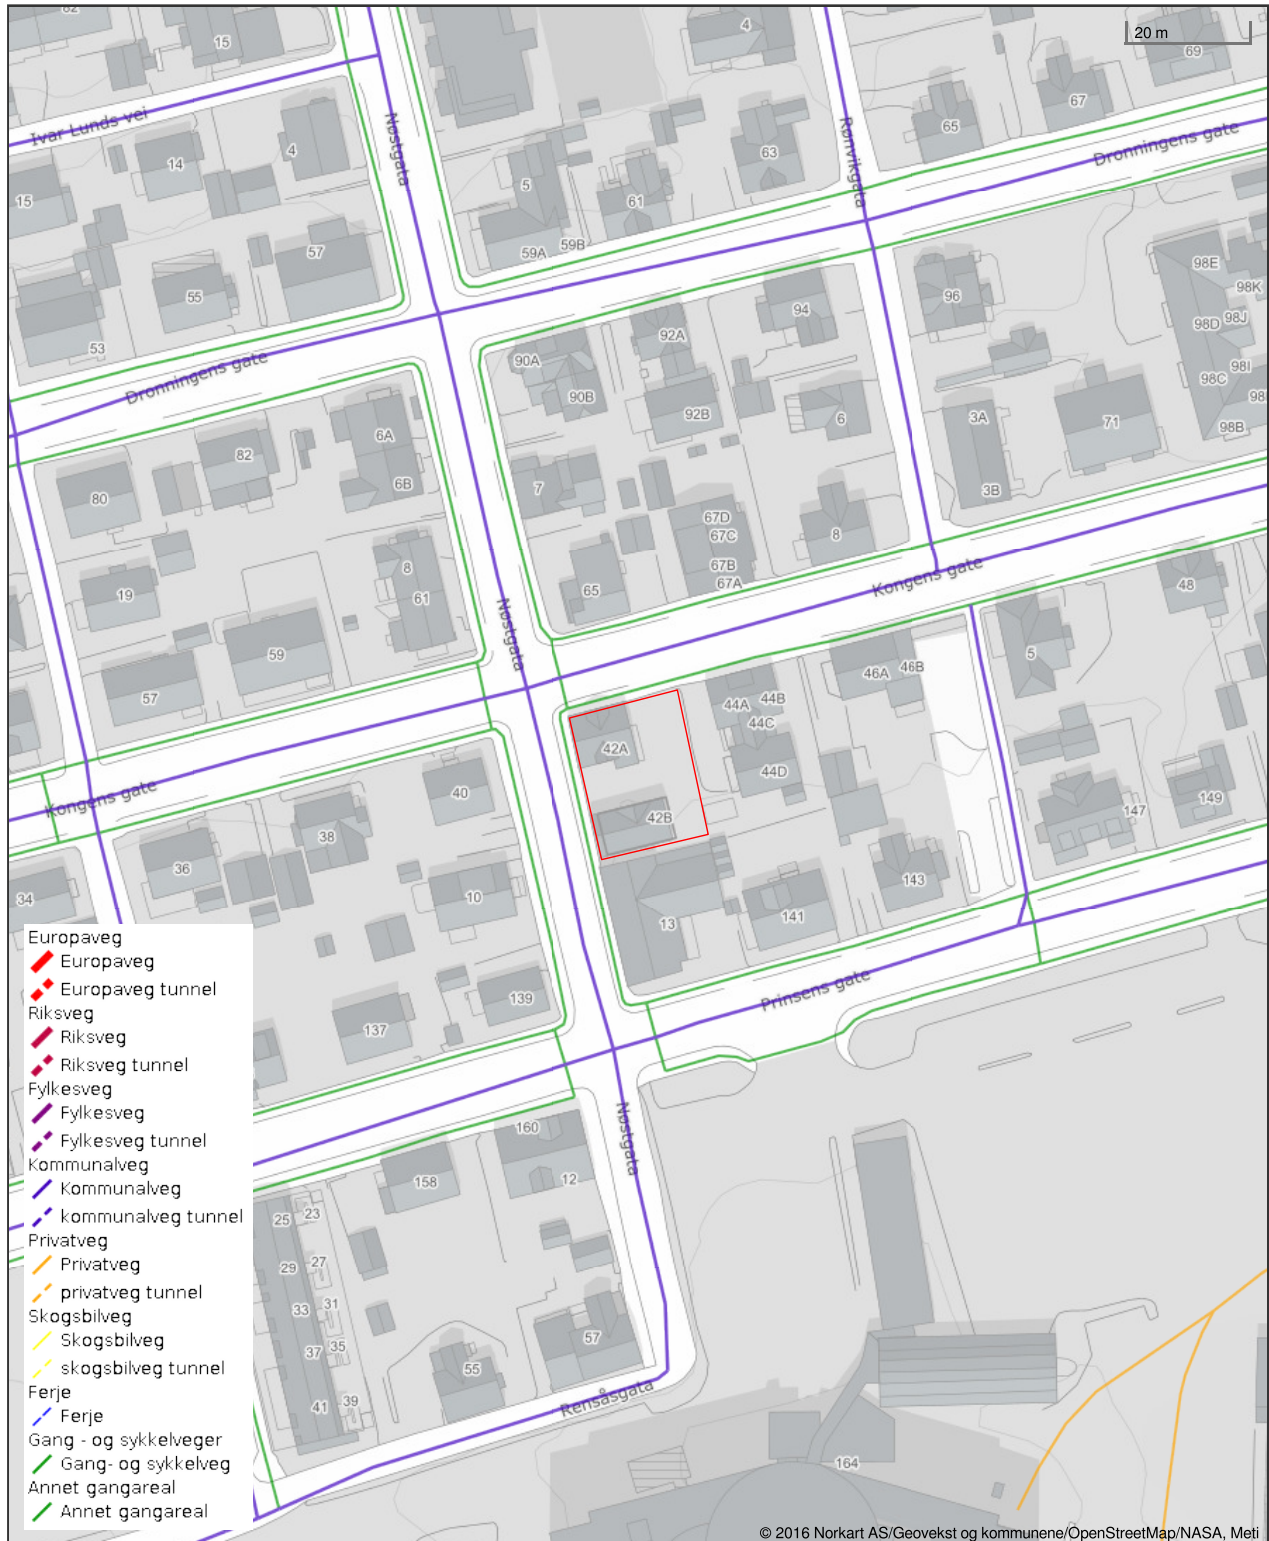 62
15
4
20 m
69
Ivar Lunds vei
Nøstgata
Rønvikgata
65
67
Dronningens gate
14
4
63
15
5
61
59A
59B
57
55
53
98E
98K
96
94
98D
98J
92A
90A
98I
98C
90B
92B
6
3A
71
98B
Dronningens gate
6A
82
6B
80
7
3B
67D
67C
8
67B
67A
65
Kongens gate
48
8
61
19
Nøstgata
59
57
5
46A
46B
44A
44B
44C
42A
44D
42B
Kongens gate
40
38
36
34
147
149
143
10
13
141
139
137
Prinsens gate
Europaveg
Europaveg
Europaveg tunnel
Riksveg
Riksveg
Riksveg tunnel
Fylkesveg
Fylkesveg
Fylkesveg tunnel
Kommunalveg
Kommunalveg
kommunalveg tunnel
Privatveg
Privatveg
privatveg tunnel
Skogsbilveg
Skogsbilveg
skogsbilveg tunnel
Ferje
Ferje
Gang - og sykkelveger
Gang- og sykkelveg
Annet gangareal
Annet gangareal
160
Nøstgata
158
12
25
23
29
27
33
31
37
35
41
39
57
55
Rensåsgata
164
© 2016 Norkart AS/Geovekst og kommunene/OpenStreetMap/NASA, Meti